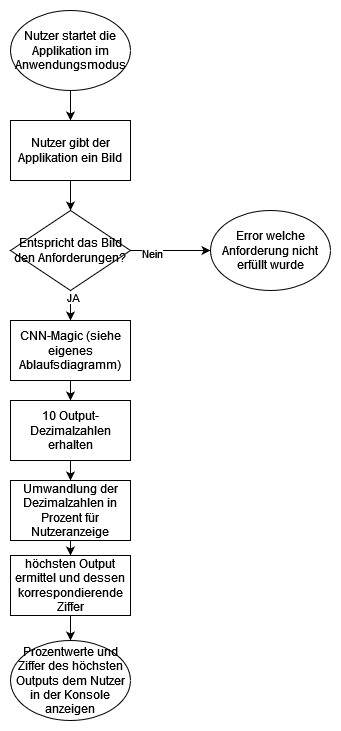 Nutzer startet die
Applikation im
Anwendungsmodus
Nutzer gibt der
Applikation ein Bild
Entspricht das Bild
den Anforderungen?
Nein
Error welche
Anforderung nicht
erfüllt wurde
JA
CNN-Magic (siehe
eigenes
Ablaufsdiagramm)
10 Output-
Dezimalzahlen
erhalten
Umwandlung der
Dezimalzahlen in
Prozent für
Nutzeranzeige
höchsten Output
ermittel und dessen
korrespondierende
Ziffer
Prozentwerte und
Ziffer des höchsten
Outputs dem Nutzer
in der Konsole
anzeigen